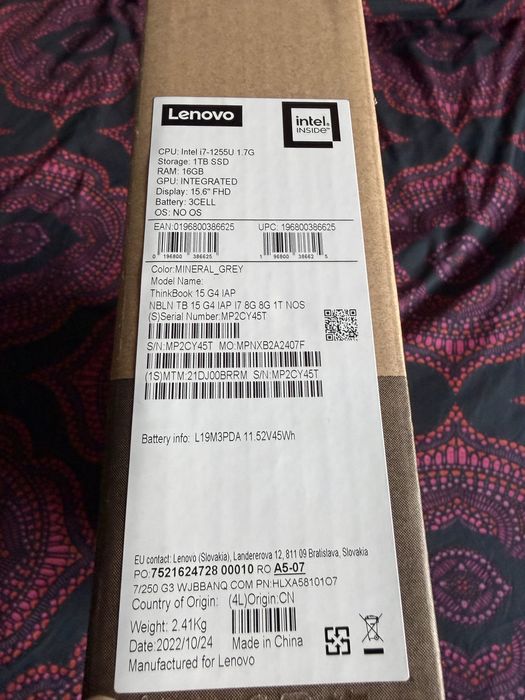 Lenovo
intel.
INSIDE™
CPU: Intel i7-1255U 1.7G
Storage: 1TB SSD
RAM: 16GB
GPU: INTEGRATED
Display: 15.6" FHD
Battery: 3CELL
OS: NO OS
EAN:0196800386625 UPC: 196800386625
0 196800 386625 1 96800 38662 5
Color:MINERAL_GREY
Model Name:
ThinkBook 15 G4 IAP
NBLN TB 15 G4 IAP I7 8G 8G 1T NOS
(S)Serial Number:MP2CY45T
S/N:MP2CY45T MO:MPNXB2A2407F
(1S)MTM:21DJ00BRRM S/N:MP2CY45T
Battery info: L19M3PDA 11.52V45Wh
EU contact: Lenovo (Slovakia), Landererova 12, 811 09 Bratislava, Slovakia
PO:7521624728 00010 RO A5-07
7/250 G3 WJBBANQ COM PN:HLXA58101O7
Country of Origin: (4L)Origin:CN
Weight: 2.41Kg
Date:2022/10/24 Made in China
Manufactured for Lenovo